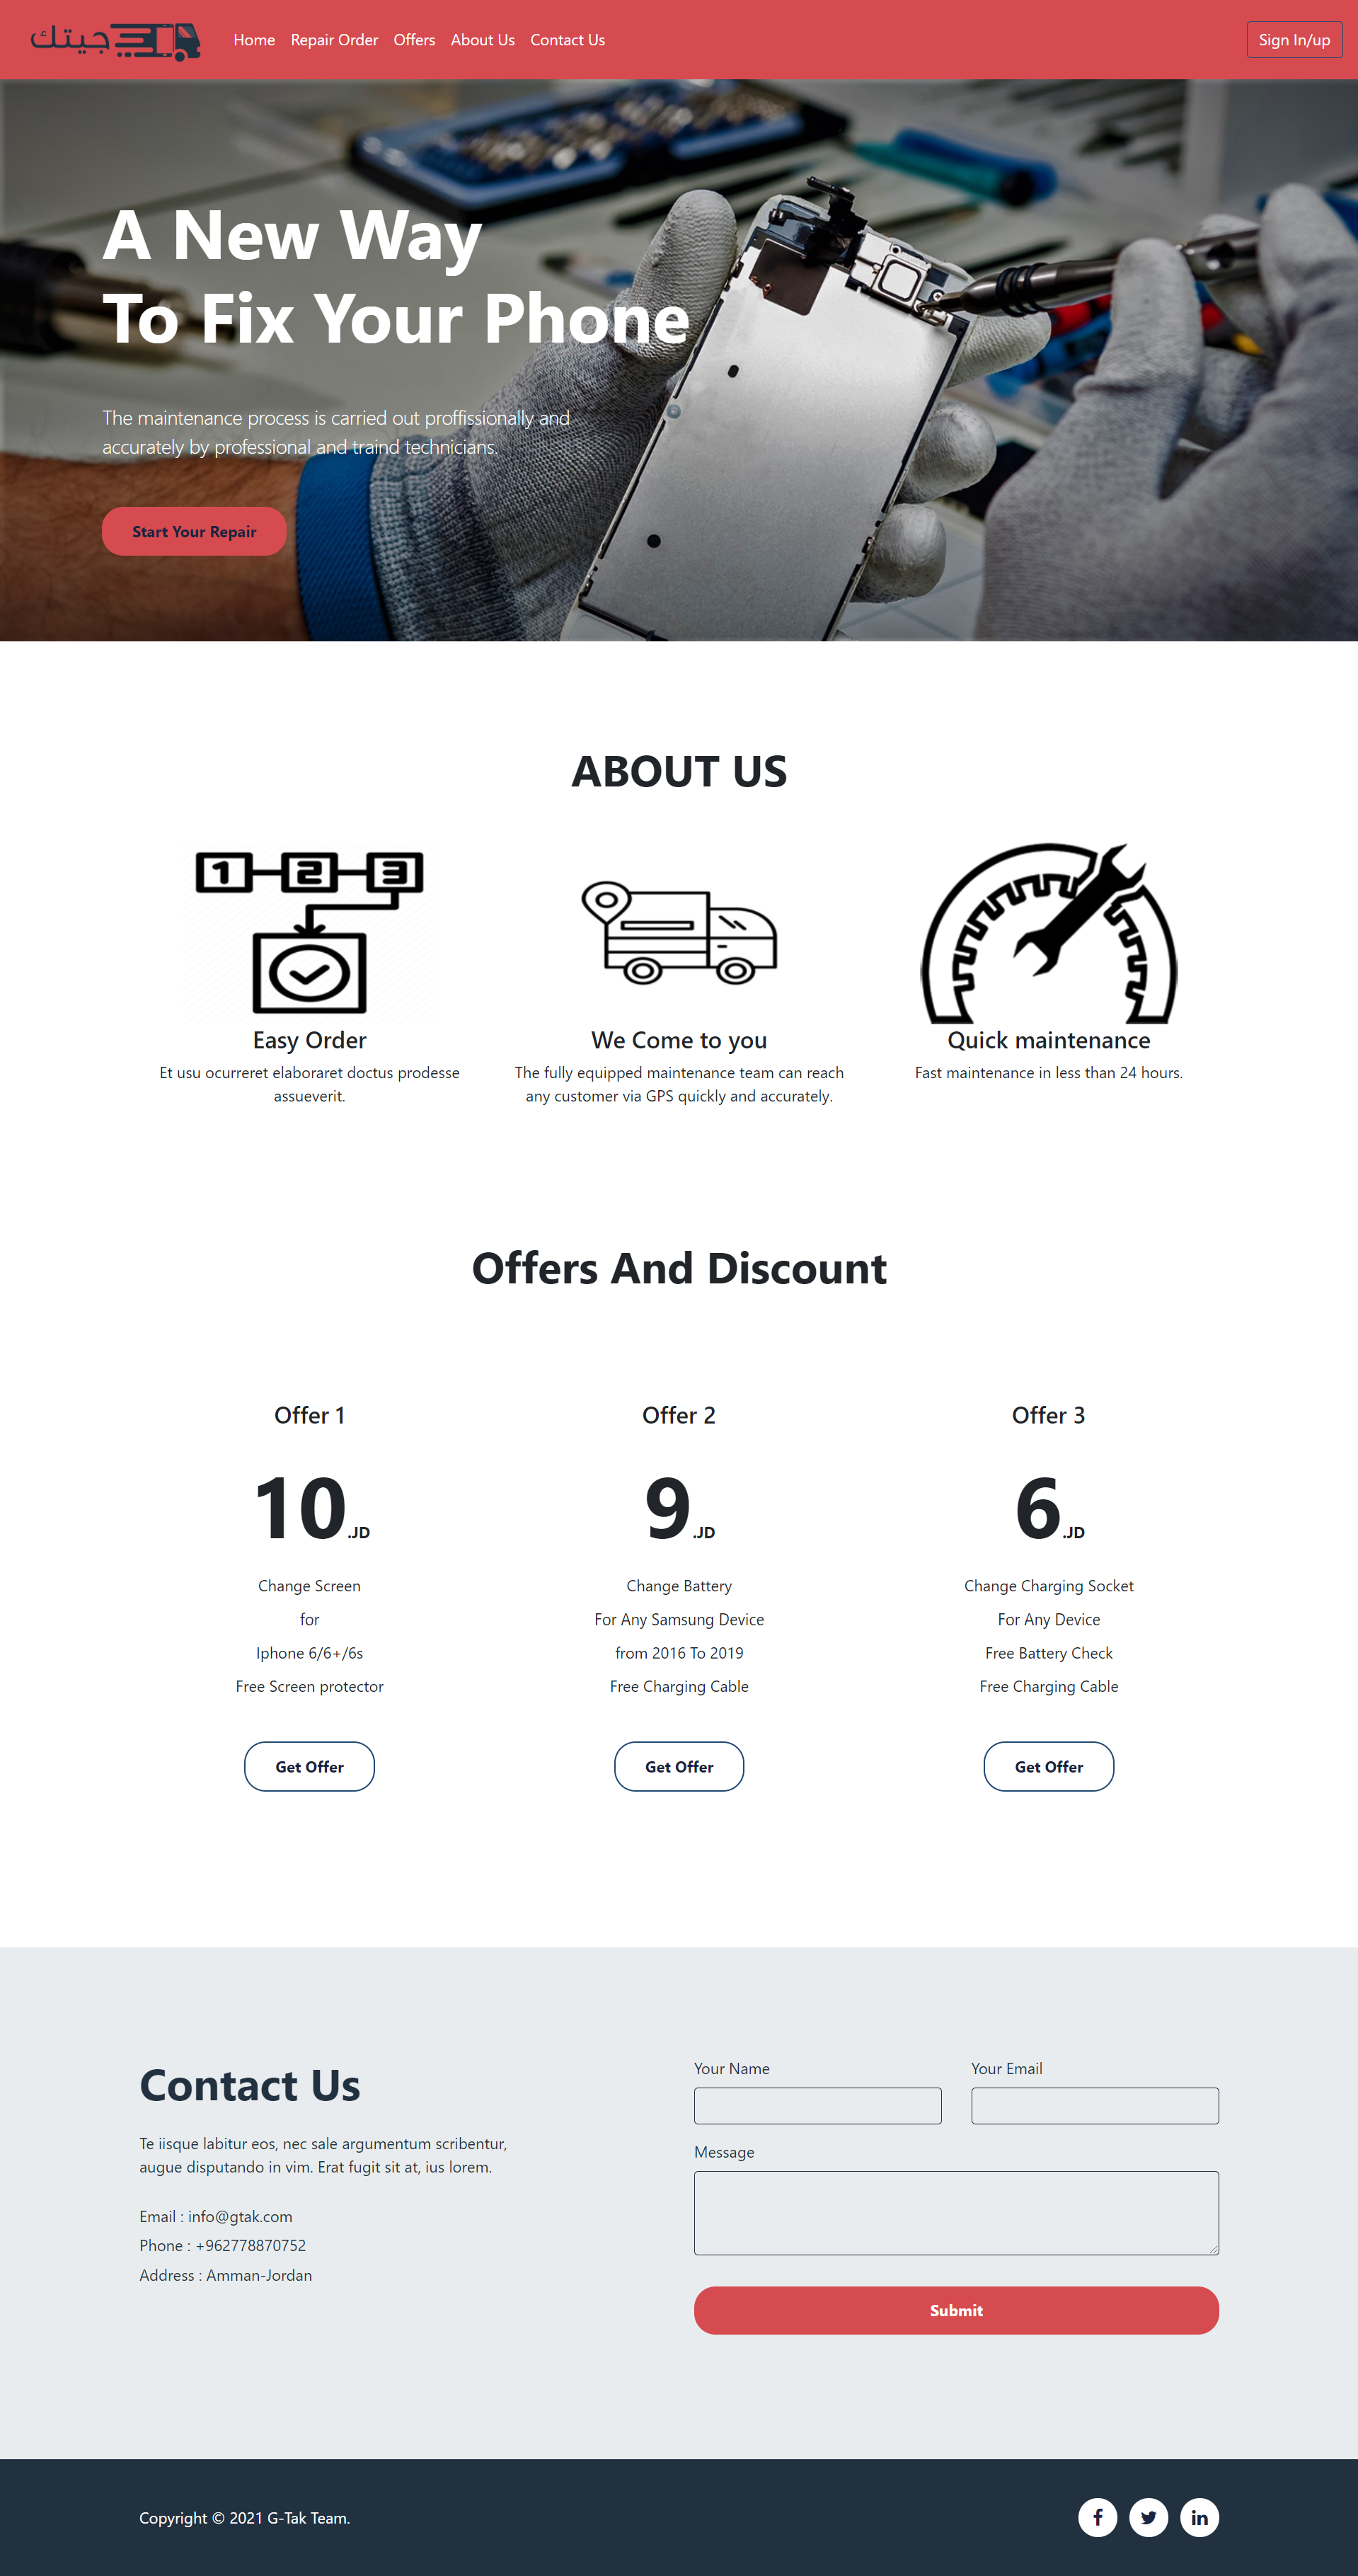 جيتك
Home
Repair Order
Offers
About Us
Contact Us
Sign In/up
A New Way
To Fix Your Phone
The maintenance process is carried out proffissionally and
accurately by professional and traind technicians.
Start Your Repair
ABOUT US
1 2 3
Easy Order
Et usu ocurreret elaboraret doctus prodesse
assueverit.
We Come to you
The fully equipped maintenance team can reach
any customer via GPS quickly and accurately.
Quick maintenance
Fast maintenance in less than 24 hours.
Offers And Discount
Offer 1
10.JD
Change Screen
for
Iphone 6/6+/6s
Free Screen protector
Get Offer
Offer 2
9.JD
Change Battery
For Any Samsung Device
from 2016 To 2019
Free Charging Cable
Get Offer
Offer 3
6.JD
Change Charging Socket
For Any Device
Free Battery Check
Free Charging Cable
Get Offer
Contact Us
Te iisque labitur eos, nec sale argumentum scribentur,
augue disputando in vim. Erat fugit sit at, ius lorem.
Email : info@gtak.com
Phone : +962778870752
Address : Amman-Jordan
Your Name
Your Email
Message
Submit
Copyright © 2021 G-Tak Team.